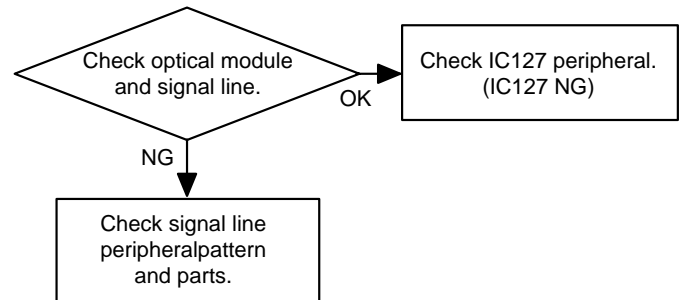 Check optical module
and signal line.
OK
Check IC127 peripheral.
(IC127 NG)
NG
Check signal line
peripheralpattern
and parts.